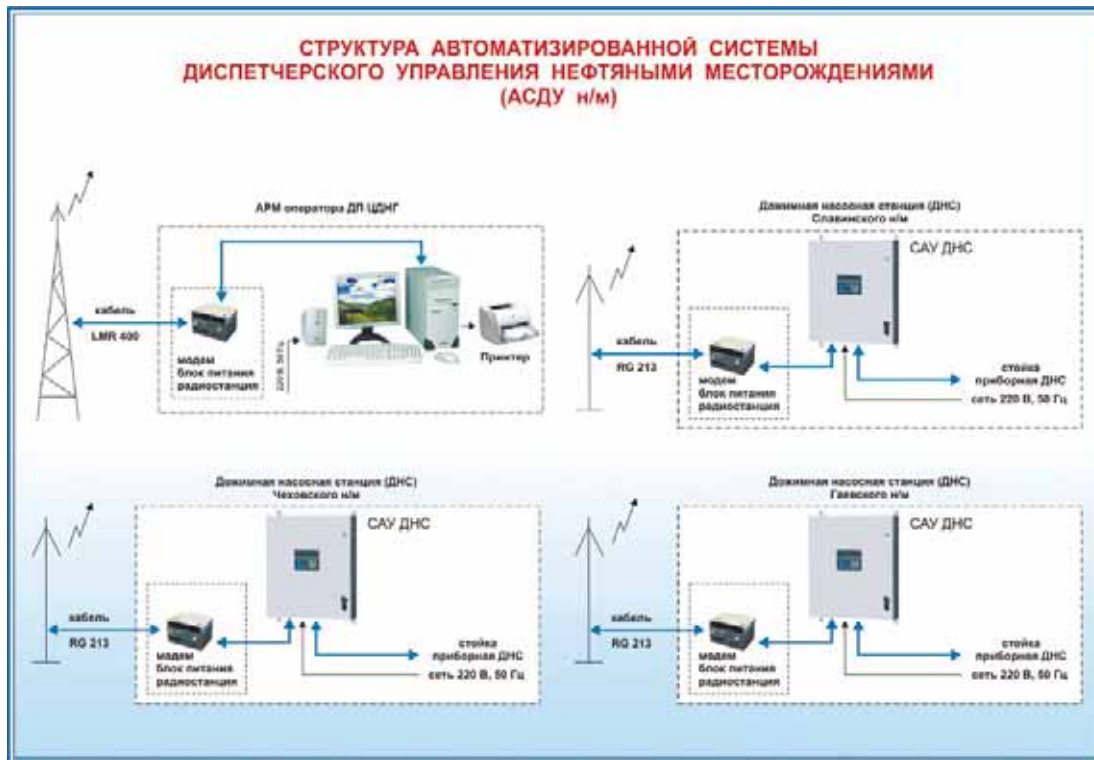 СТРУКТУРА АВТОМАТИЗИРОВАННОЙ СИСТЕМЫ
ДИСПЕТЧЕРСКОГО УПРАВЛЕНИЯ НЕФТЯНЫМИ МЕСТОРОЖДЕНИЯМИ
(АСДУ н/м)
АРМ оператора ДП ЦДНГ
кабель
LMR 400
модем
блок питания
радиостанция
220 В, 50 Гц
Принтер
Дожимная насосная станция (ДНС)
Славинского н/м
САУ ДНС
кабель
RG 213
модем
блок питания
радиостанция
стойка
приборная ДНС
сеть 220 В, 50 Гц
Дожимная насосная станция (ДНС)
Чеховского н/м
САУ ДНС
кабель
RG 213
модем
блок питания
радиостанция
стойка
приборная ДНС
сеть 220 В, 50 Гц
Дожимная насосная станция (ДНС)
Гаевского н/м
САУ ДНС
кабель
RG 213
модем
блок питания
радиостанция
стойка
приборная ДНС
сеть 220 В, 50 Гц